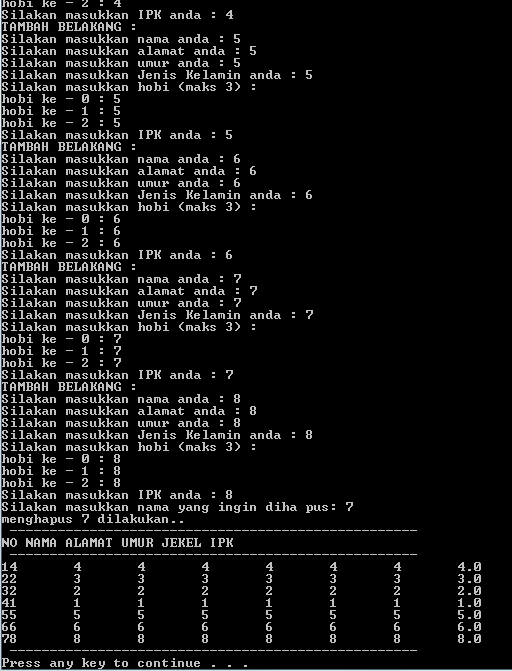 hobi ke - 2 : 4
Silakan masukkan IPK anda : 4
TAMBAH BELAKANG :
Silakan masukkan nama anda : 5
Silakan masukkan alamat anda : 5
Silakan masukkan umur anda : 5
Silakan masukkan Jenis Kelamin anda : 5
Silakan masukkan hobi (maks 3) :
hobi ke - 0 : 5
hobi ke - 1 : 5
hobi ke - 2 : 5
Silakan masukkan IPK anda : 5
TAMBAH BELAKANG :
Silakan masukkan nama anda : 6
Silakan masukkan alamat anda : 6
Silakan masukkan umur anda : 6
Silakan masukkan Jenis Kelamin anda : 6
Silakan masukkan hobi (maks 3) :
hobi ke - 0 : 6
hobi ke - 1 : 6
hobi ke - 2 : 6
Silakan masukkan IPK anda : 6
TAMBAH BELAKANG :
Silakan masukkan nama anda : 7
Silakan masukkan alamat anda : 7
Silakan masukkan umur anda : 7
Silakan masukkan Jenis Kelamin anda : 7
Silakan masukkan hobi (maks 3) :
hobi ke - 0 : 7
hobi ke - 1 : 7
hobi ke - 2 : 7
Silakan masukkan IPK anda : 7
TAMBAH BELAKANG :
Silakan masukkan nama anda : 8
Silakan masukkan alamat anda : 8
Silakan masukkan umur anda : 8
Silakan masukkan Jenis Kelamin anda : 8
Silakan masukkan hobi (maks 3) :
hobi ke - 0 : 8
hobi ke - 1 : 8
hobi ke - 2 : 8
Silakan masukkan IPK anda : 8
Silakan masukkan nama yang ingin diha pus: 7
menghapus 7 dilakukan..
----------------------------------------------------
NO NAMA ALAMAT UMUR JEKEL IPK
----------------------------------------------------
14 4 4 4 4 4 4 4.0
22 3 3 3 3 3 3 3.0
32 2 2 2 2 2 2 2.0
41 1 1 1 1 1 1 1.0
55 5 5 5 5 5 5 5.0
66 6 6 6 6 6 6 6.0
78 8 8 8 8 8 8 8.0
----------------------------------------------------
Press any key to continue . . .